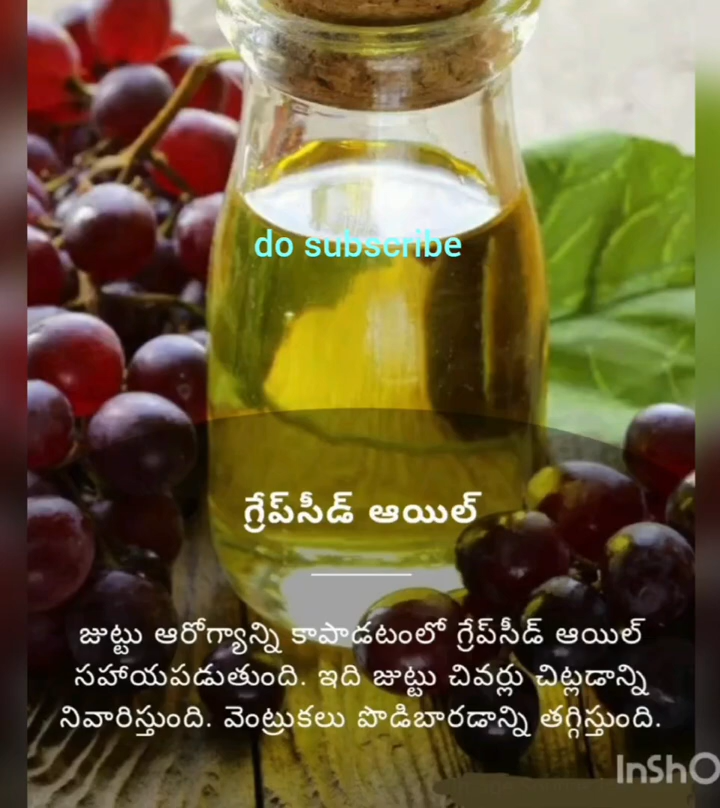 do subscribe
గ్రేప్‌సీడ్ ఆయిల్
జుట్టు ఆరోగ్యాన్ని కాపాడటంలో గ్రేప్‌సీడ్ ఆయిల్
సహాయపడుతుంది. ఇది జుట్టు చివర్లు చిట్లడాన్ని
నివారిస్తుంది. వెంట్రుకలు పొడిబారడాన్ని తగ్గిస్తుంది.
InShO